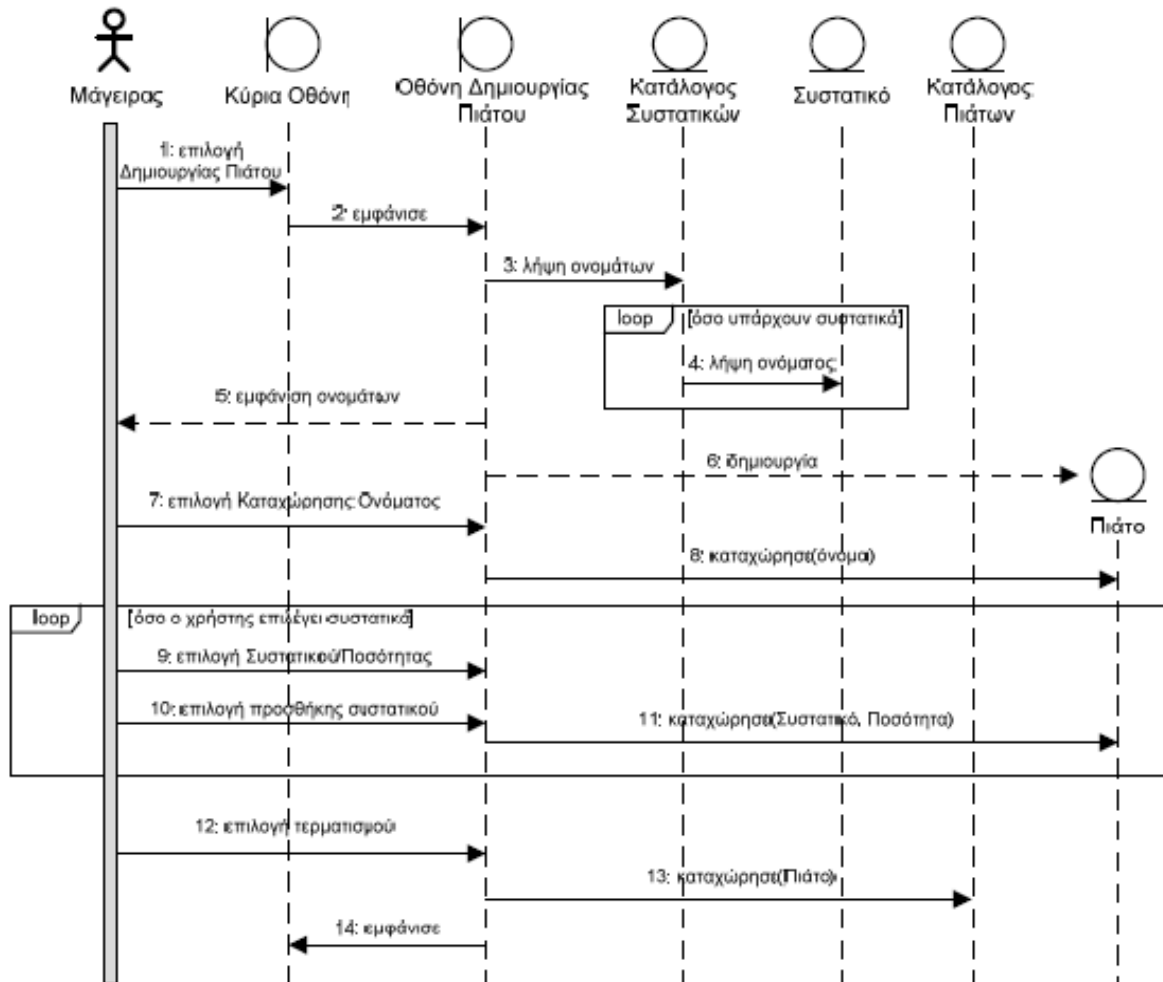 Μάγειρας
Κύρια Οθόνη
Οθόνη Δημιουργίας
Πιάτου
Κατάλογος
Συστατικών
Συστατικό
Κατάλογος
Πιάτων
1: επιλογή
Δημιουργίας Πιάτου
2: εμφάνισε
3: λήψη ονομάτων
loop
[όσο υπάρχουν συστατικά]
4: λήψη ονόματος
5: εμφάνιση ονομάτων
6: δημιουργία
Πιάτο
7: επιλογή Καταχώρησης Ονόματος
8: καταχώρησε(όνομα)
loop
[όσο ο χρήστης επιλέγει συστατικά]
9: επιλογή Συστατικού/Ποσότητας
10: επιλογή προσθήκης συστατικού
11: καταχώρησε(Συστατικό, Ποσότητα)
12: επιλογή τερματισμού
13: καταχώρησε(Πιάτο)
14: εμφάνισε